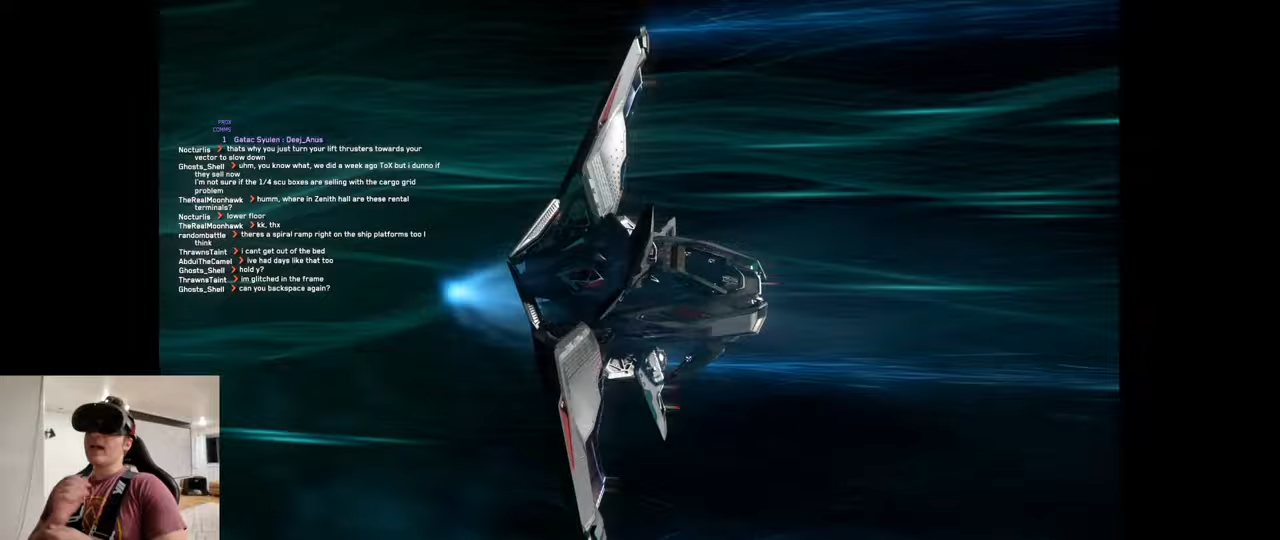 PROX
COMMS
1 Gatac Syulen : Deej_Anus
Nocturlis > thats why you just turn your lift thrusters towards your
vector to slow down
Ghosts_Shell > uhm, you know what, we did a week ago ToX but i dunno if
they sell now
I'm not sure if the 1/4 scu boxes are selling with the cargo grid
problem
TheRealMoonhawk > humm, where in Zenith hall are these rental
terminals?
Nocturlis > lower floor
TheRealMoonhawk > kk, thx
randombattle > theres a spiral ramp right on the ship platforms too I
think
ThrawnsTaint > i cant get out of the bed
AbdulTheCamel > ive had days like that too
Ghosts_Shell > hold y?
ThrawnsTaint > im glitched in the frame
Ghosts_Shell > can you backspace again?